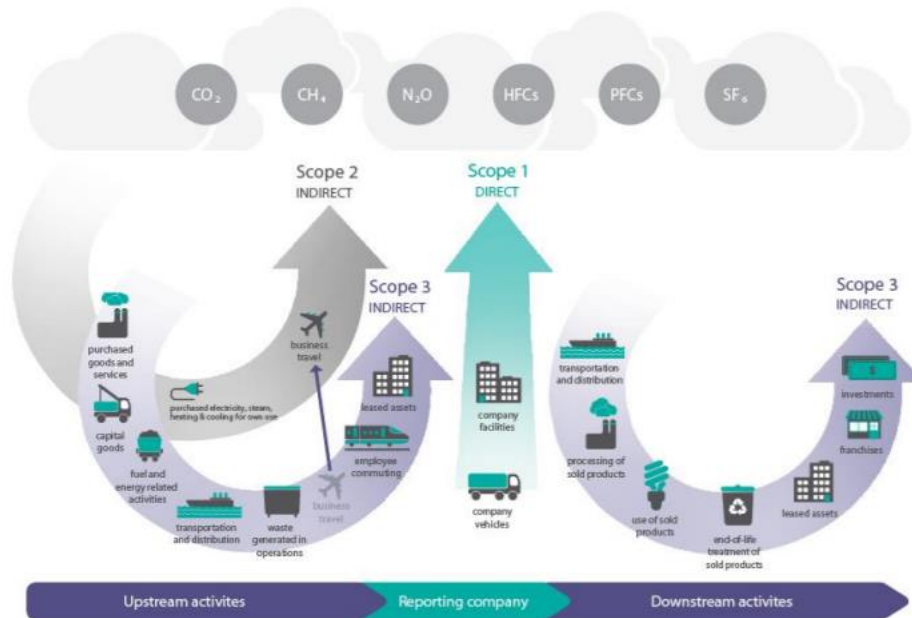 CO₂ CH₄ N₂O HFCs PFCs SF₆
Scope 2
INDIRECT
Scope 1
DIRECT
Scope 3
INDIRECT
Scope 3
INDIRECT
purchased
goods and
services
capital
goods
fuel and
energy related
activities
transportation
and distribution
waste
generated in
operations
business
travel
employee
commuting
leased assets
purchased electricity, steam,
heating & cooling for own use
business
travel
company
facilities
company
vehicles
transportation
and distribution
processing of
sold products
use of sold
products
end-of-life
treatment of
sold products
leased assets
franchises
$
investments
Upstream activites
Reporting company
Downstream activites